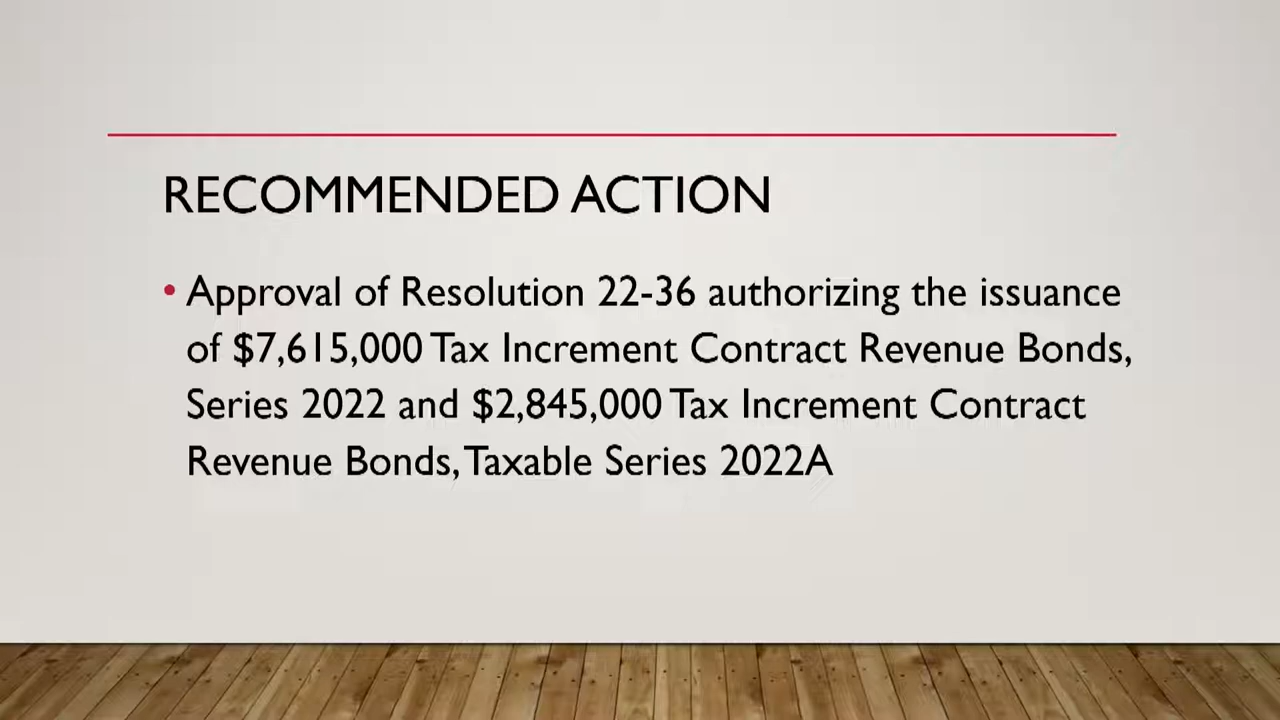 RECOMMENDED ACTION
• Approval of Resolution 22-36 authorizing the issuance
of $7,615,000 Tax Increment Contract Revenue Bonds,
Series 2022 and $2,845,000 Tax Increment Contract
Revenue Bonds, Taxable Series 2022A